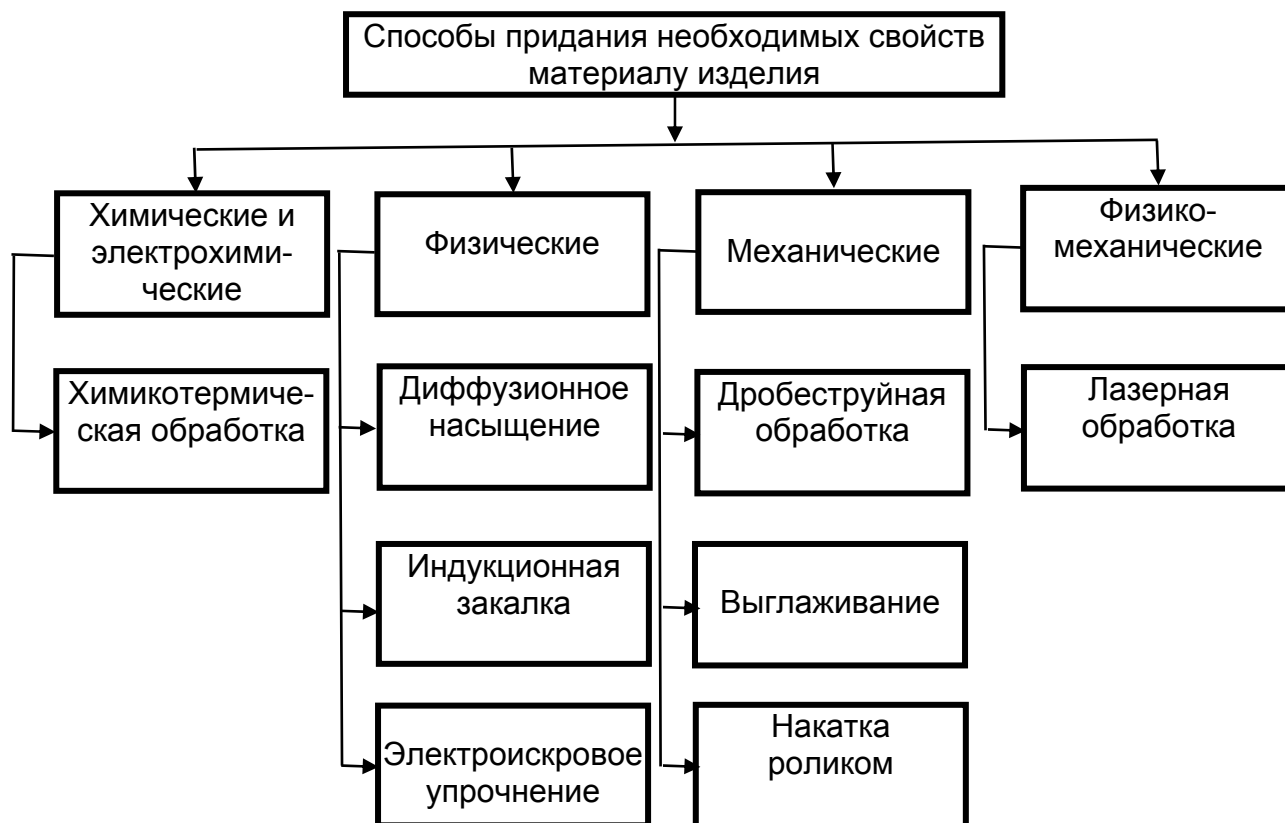 Способы придания необходимых свойств
материалу изделия
Химические и
электрохими-
ческие
Физические
Механические
Физико-
механические
Химикотермиче-
ская обработка
Диффузионное
насыщение
Дробеструйная
обработка
Лазерная
обработка
Индукционная
закалка
Выглаживание
Электроискровое
упрочнение
Накатка
роликом